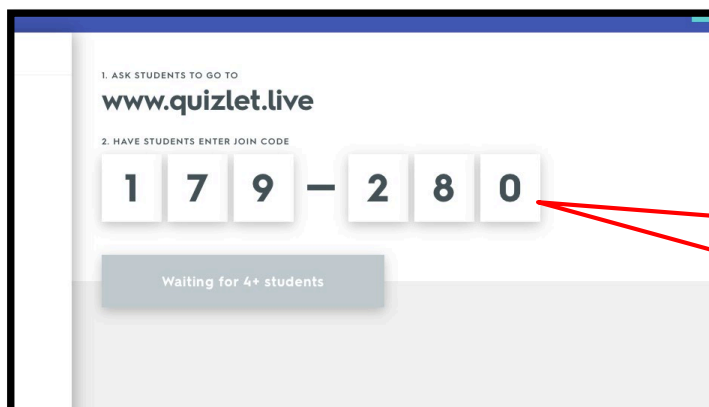 1. ASK STUDENTS TO GO TO
www.quizlet.live
2. HAVE STUDENTS ENTER JOIN CODE
179-280
Waiting for 4+ students